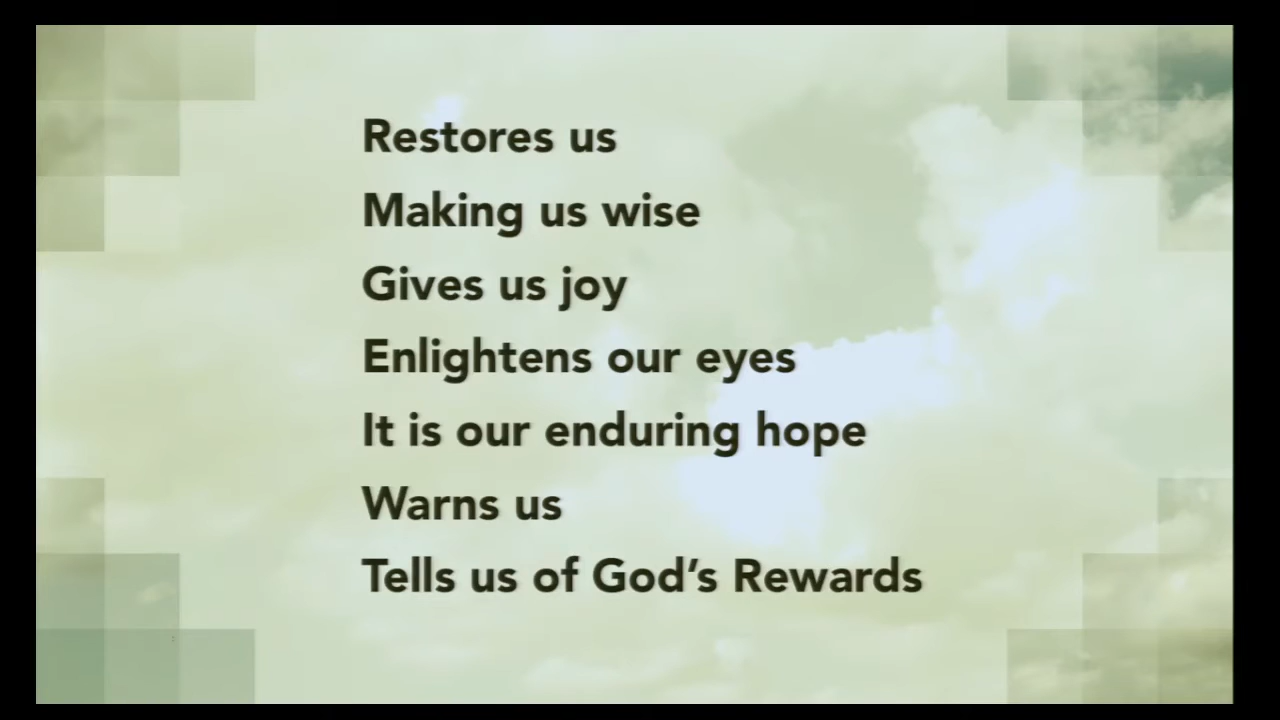 Restores us
Making us wise
Gives us joy
Enlightens our eyes
It is our enduring hope
Warns us
Tells us of God’s Rewards